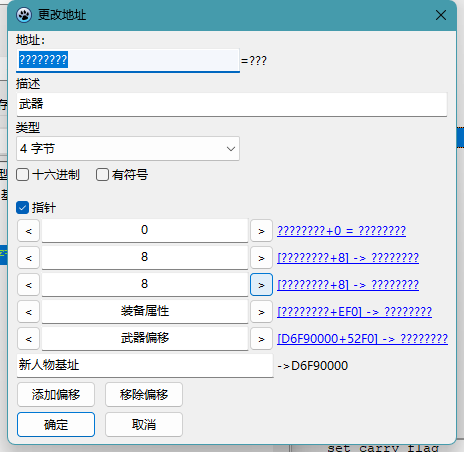 更改地址
地址:
????????=???
描述
武器
类型
4 字节
十六进制 有符号
指针
< 0 > ????????+0 = ????????
< 8 > [????????+8] -> ????????
< 8 > [????????+8] -> ????????
< 装备属性 > [????????+EF0] -> ????????
< 武器偏移 > [D6F90000+52F0] -> ????????
新人物基址 ->D6F90000
添加偏移 移除偏移
确定 取消
set carry flag